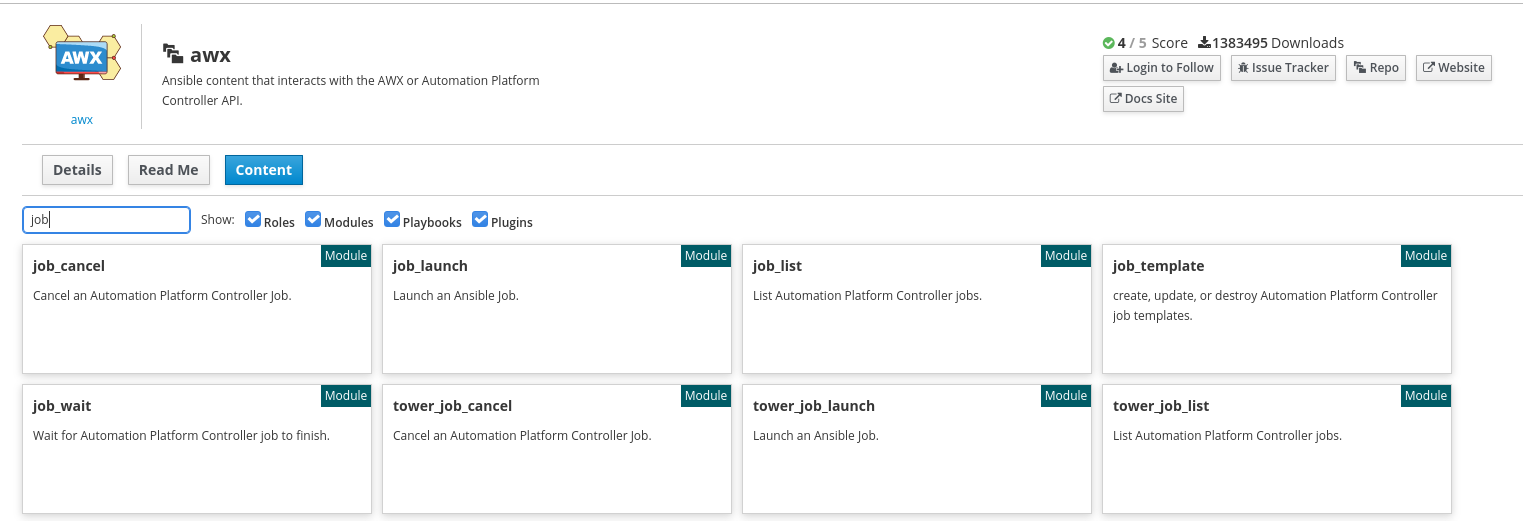 AWX
awx
awx
Ansible content that interacts with the AWX or Automation Platform
Controller API.
4 / 5 Score 1383495 Downloads
Login to Follow Issue Tracker Repo Website
Docs Site
Details Read Me Content
job Show: Roles Modules Playbooks Plugins
job_cancel Module
Cancel an Automation Platform Controller Job.
job_launch Module
Launch an Ansible Job.
job_list Module
List Automation Platform Controller jobs.
job_template Module
create, update, or destroy Automation Platform Controller
job templates.
job_wait Module
Wait for Automation Platform Controller job to finish.
tower_job_cancel Module
Cancel an Automation Platform Controller Job.
tower_job_launch Module
Launch an Ansible Job.
tower_job_list Module
List Automation Platform Controller jobs.